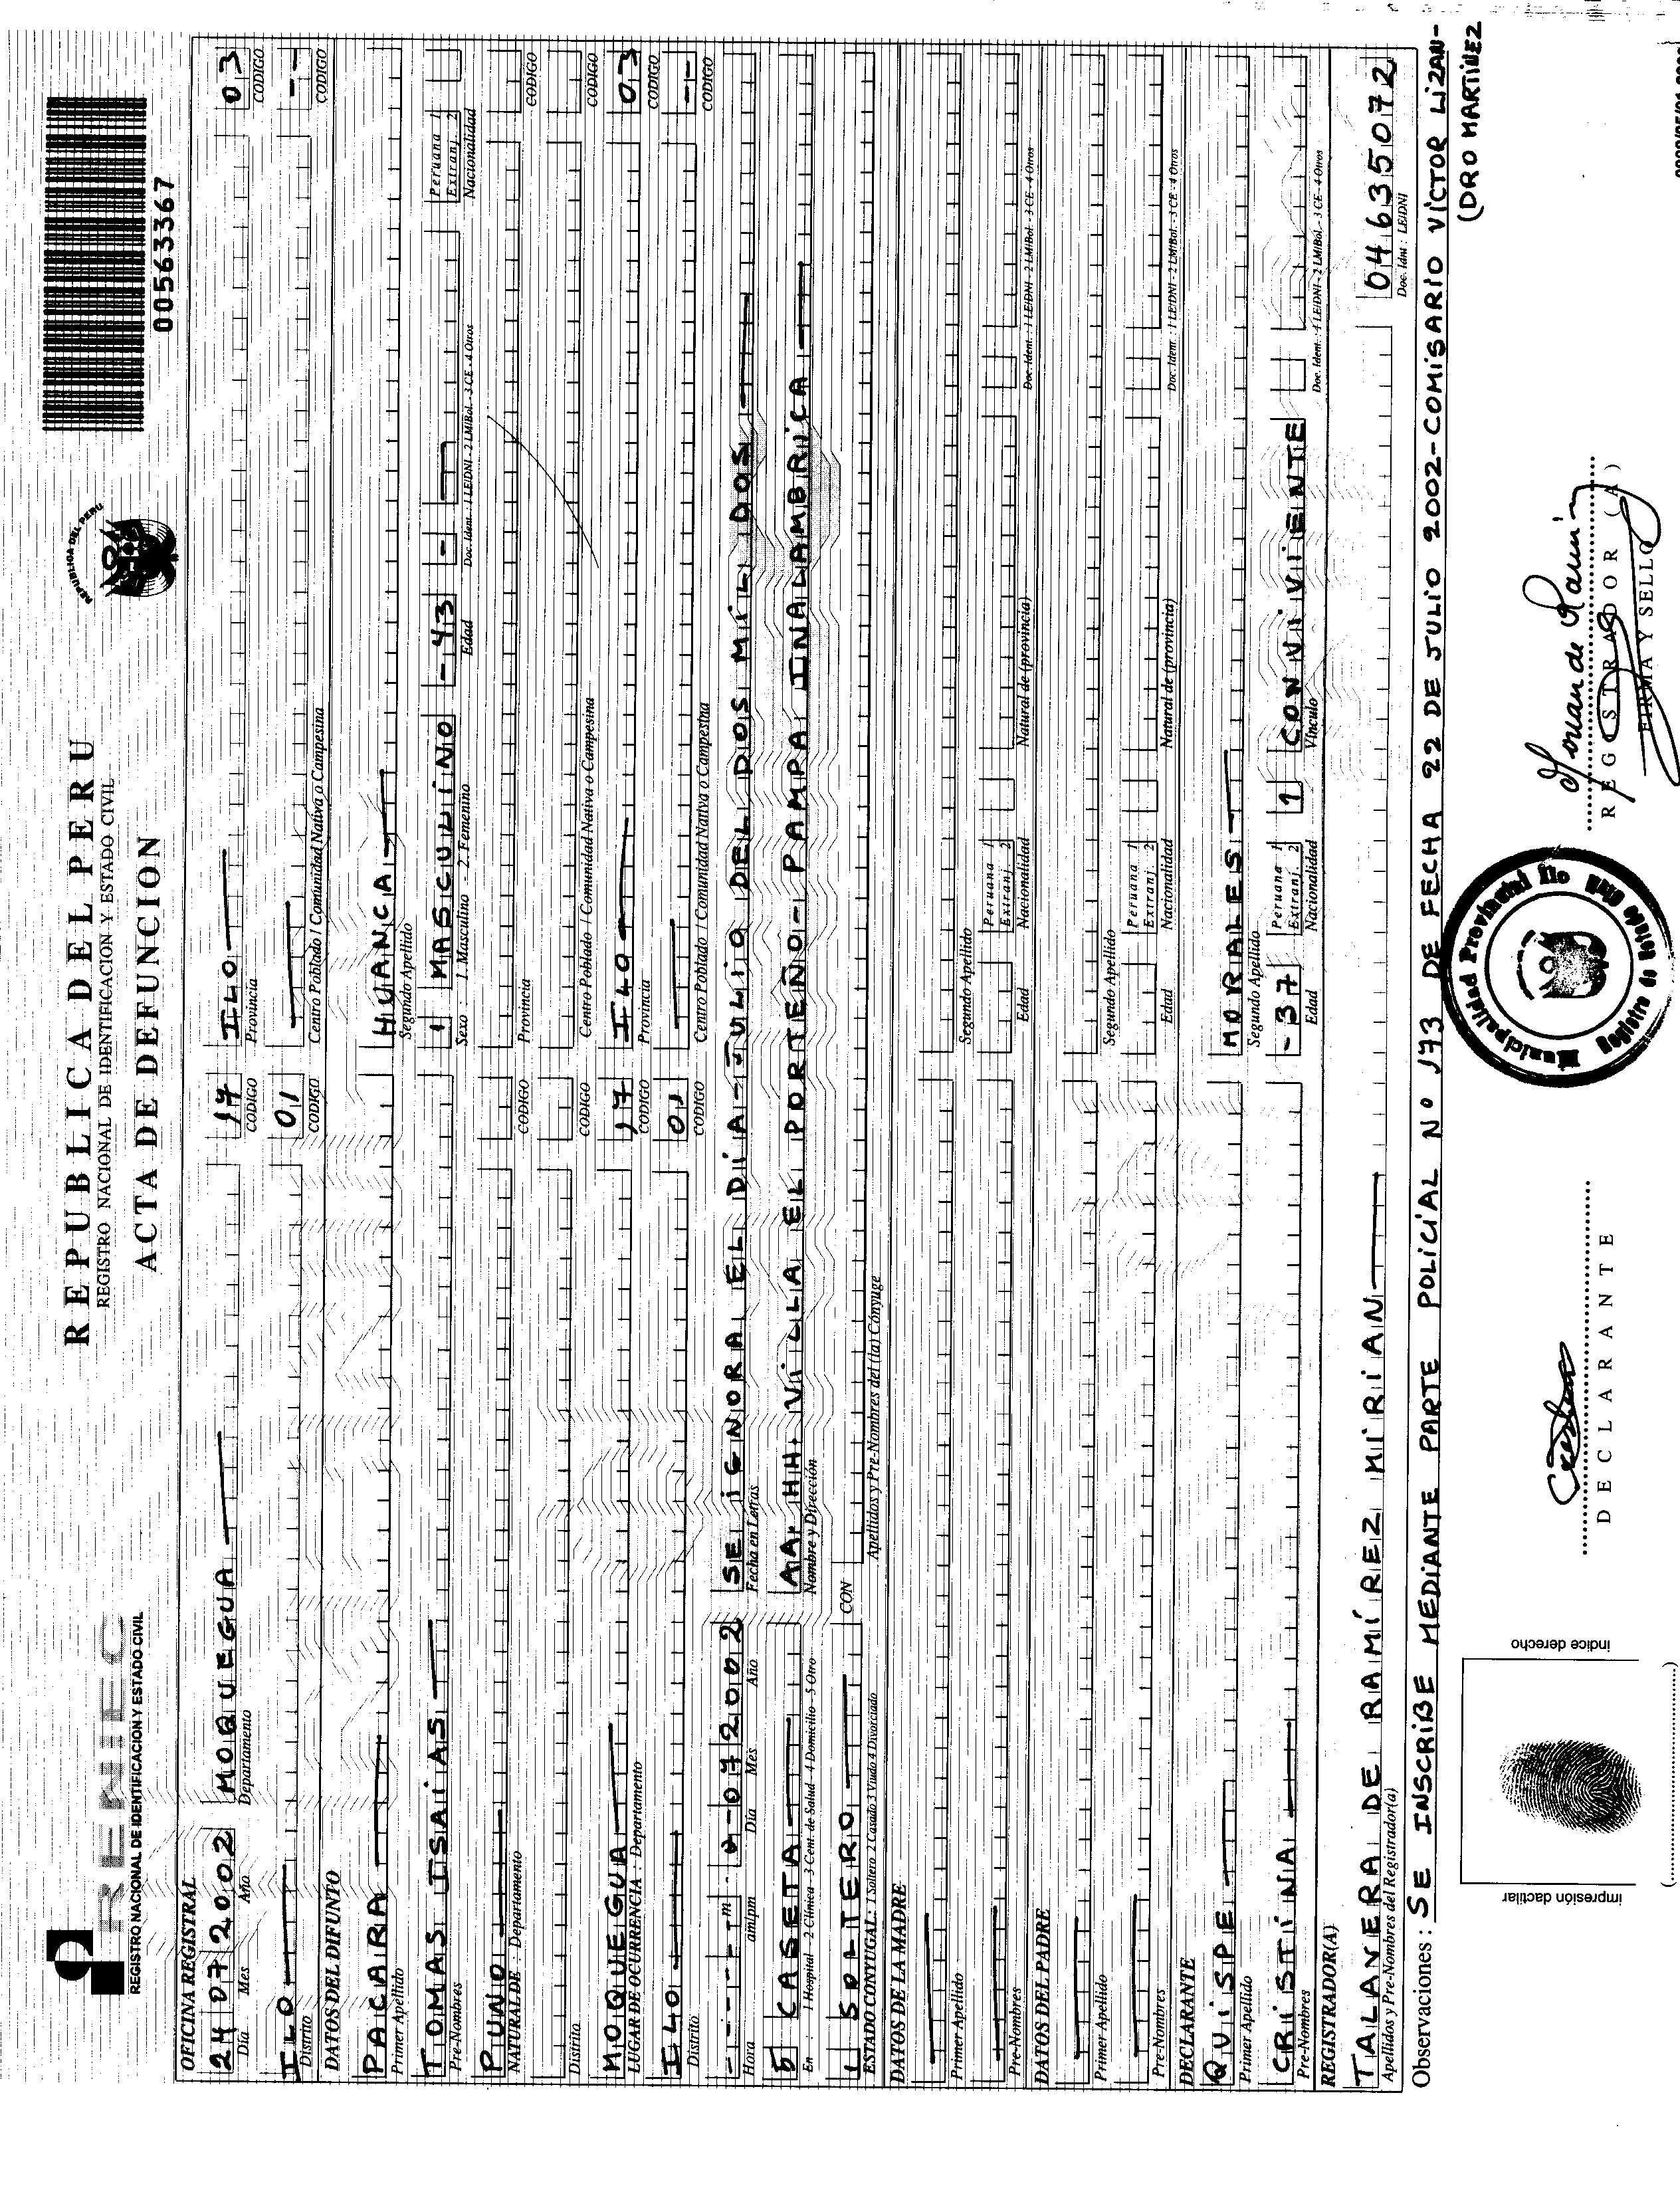 RENIEC
REGISTRO NACIONAL DE IDENTIFICACION Y ESTADO CIVIL
REPUBLICA DEL PERU
REGISTRO NACIONAL DE IDENTIFICACION Y ESTADO CIVIL
ACTA DE DEFUNCION
REPUBLICA DEL PERU
00563367
OFICINA REGISTRAL
24 07 2002 MOQUEGUA 17 ILO 03
Día Mes Año Departamento CODIGO Provincia CODIGO
ILO 01 --
Distrito CODIGO Centro Poblado / Comunidad Nativa o Campesina CODIGO
DATOS DEL DIFUNTO
PACARA HUANCA
Primer Apellido Segundo Apellido
TOMAS ISAÍAS 1 MASCULINO -43 - Peruana 1 Extranj. 2
Pre-Nombres Sexo : 1. Masculino - 2. Femenino Edad Doc. Ident. : 1 LE/DNI - 2 LM/Bol. - 3 CE - 4 Otros Nacionalidad
PUNO
NATURAL DE - Departamento CODIGO Provincia CODIGO
Distrito CODIGO Centro Poblado / Comunidad Nativa o Campesina CODIGO
MOQUEGUA 17 ILO 03
LUGAR DE OCURRENCIA : Departamento CODIGO Provincia CODIGO
ILO 01 --
Distrito CODIGO Centro Poblado / Comunidad Nativa o Campesina CODIGO
- - - - m 072002 SE IGNORA EL DÍA-JULIO DEL DOS MIL DOS
Hora am/pm Día Mes Año Fecha en Letras
5 CASETA AA.HH. VILLA EL PORTEÑO- PAMPA INALAMBRICA
En : 1 Hospital - 2 Clínica - 3 Cent. de Salud - 4 Domicilio - 5 Otro Nombre y Dirección
1 SOLTERO CON
ESTADO CONYUGAL: 1 Soltero 2 Casado 3 Viudo 4 Divorciado Apellidos y Pre-Nombres del (la) Cónyuge
DATOS DE LA MADRE
Primer Apellido Segundo Apellido
Peruana 1 Extranj. 2
Pre-Nombres Edad Nacionalidad Natural de (provincia) Doc. Ident. : 1 LE/DNI - 2 LM/Bol. - 3 CE - 4 Otros
DATOS DEL PADRE
Primer Apellido Segundo Apellido
Peruana 1 Extranj. 2
Pre-Nombres Edad Nacionalidad Natural de (provincia) Doc. Ident. : 1 LE/DNI - 2 LM/Bol. - 3 CE - 4 Otros
DECLARANTE
QUISPE MORALES
Primer Apellido Segundo Apellido
CRISTINA -37 Peruana 1 Extranj. 2 1 CONVIVIENTE
Pre-Nombres Edad Nacionalidad Vínculo Doc. Ident. : 1 LE/DNI - 2 LM/Bol. - 3 CE - 4 Otros
REGISTRADOR(A)
TALAVERA DE RAMÍREZ MIRIAN 04635072
Apellidos y Pre-Nombres del Registrador(a) Doc. Idnt : LE/DNI
Observaciones : SE INSCRIBE MEDIANTE PARTE POLICIAL Nº 173 DE FECHA 22 DE JULIO 2002-COMISARIO VÍCTOR LIZAN-
(DRO MARTÍNEZ
impresión dactilar
índice derecho
DECLARANTE
Municipalidad Provincial Ilo
REGISTRADOR (A)
FIRMA Y SELLO